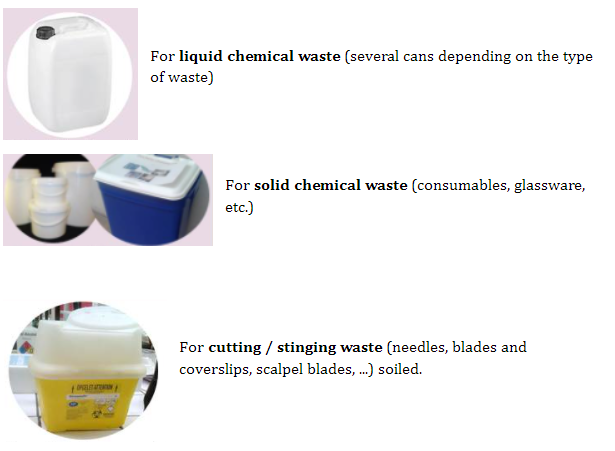 For liquid chemical waste (several cans depending on the type
of waste)
For solid chemical waste (consumables, glassware,
etc.)
For cutting / stinging waste (needles, blades and
coverslips, scalpel blades, ...) soiled.